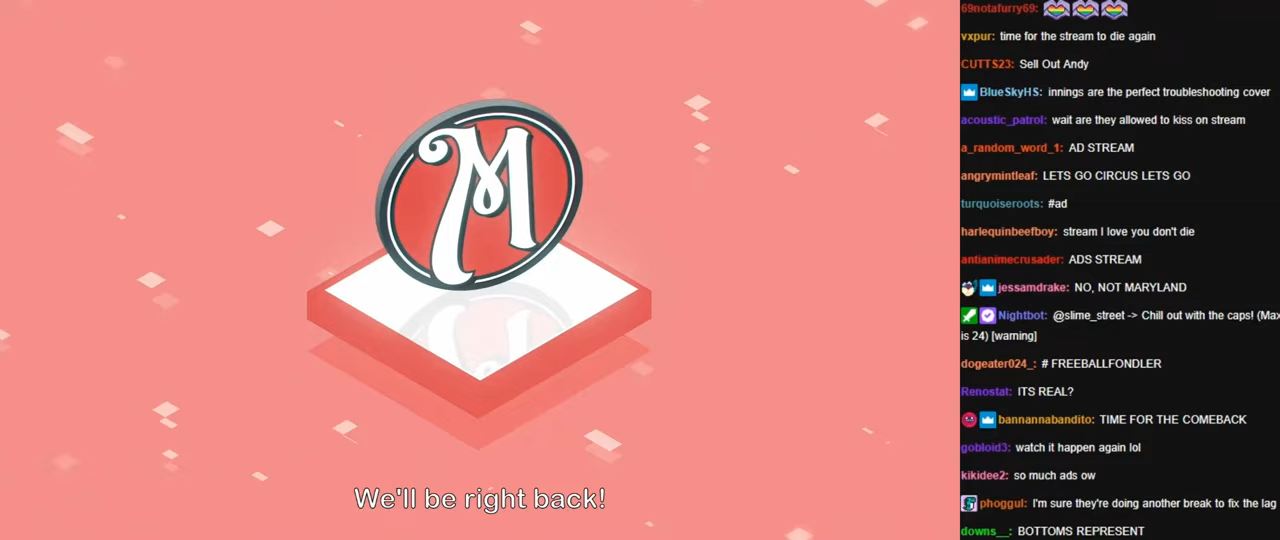 M
We'll be right back!
69notafurry69:
vxpur: time for the stream to die again
CUTTS23: Sell Out Andy
BlueSkyHS: innings are the perfect troubleshooting cover
acoustic_patrol: wait are they allowed to kiss on stream
a_random_word_1: AD STREAM
angrymintleaf: LETS GO CIRCUS LETS GO
turquoiseroots: #ad
harlequinbeefboy: stream I love you don't die
antianimecrusader: ADS STREAM
jessamdrake: NO, NOT MARYLAND
Nightbot: @slime_street -> Chill out with the caps! (Max
is 24) [warning]
dogeater024_: # FREEBALLFONDLER
Renostat: ITS REAL?
bannannabandito: TIME FOR THE COMEBACK
gobloid3: watch it happen again lol
kikidee2: so much ads ow
phoggul: I'm sure they're doing another break to fix the lag
downs__: BOTTOMS REPRESENT